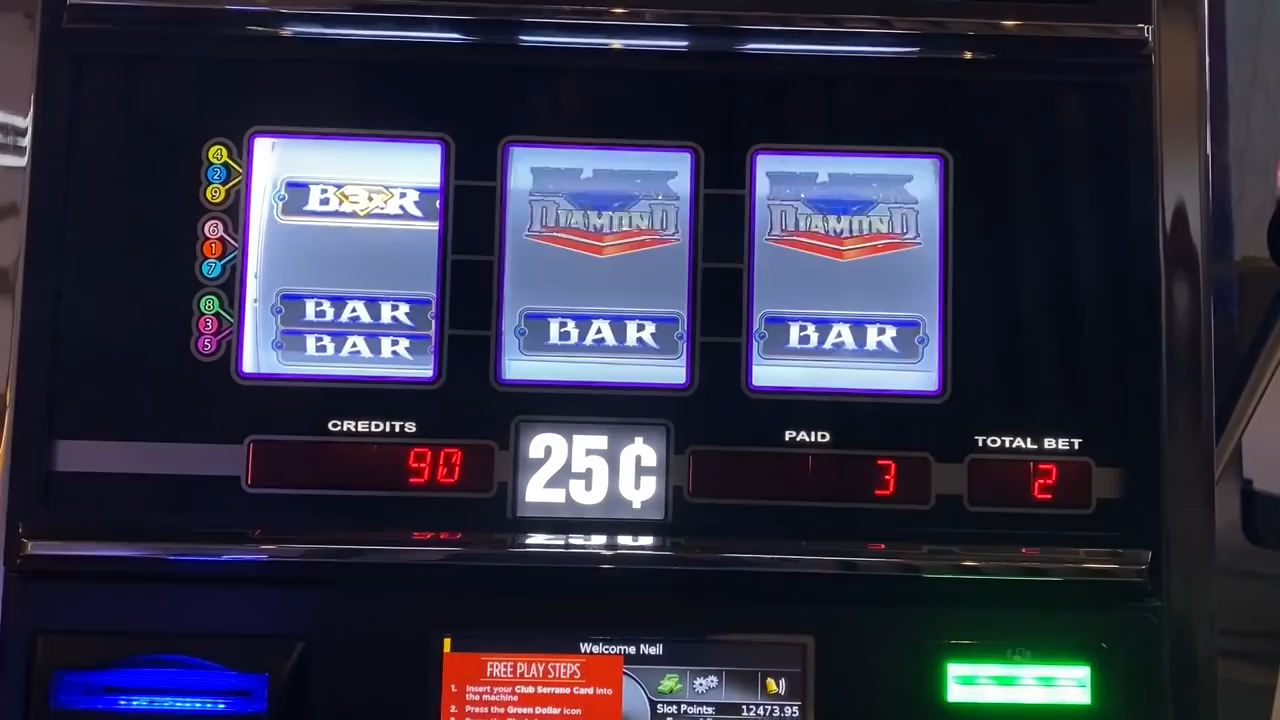 4
2
9
6
1
7
8
3
5
B3xR
BLACK
DIAMOND
BLACK
DIAMOND
BAR
BAR
BAR
BAR
CREDITS
PAID
TOTAL BET
90
25¢
3
2
Welcome Neil
FREE PLAY STEPS
1. Insert your Club Serrano Card into
the machine
2. Press the Green Dollar icon
Slot Points: 12473.95